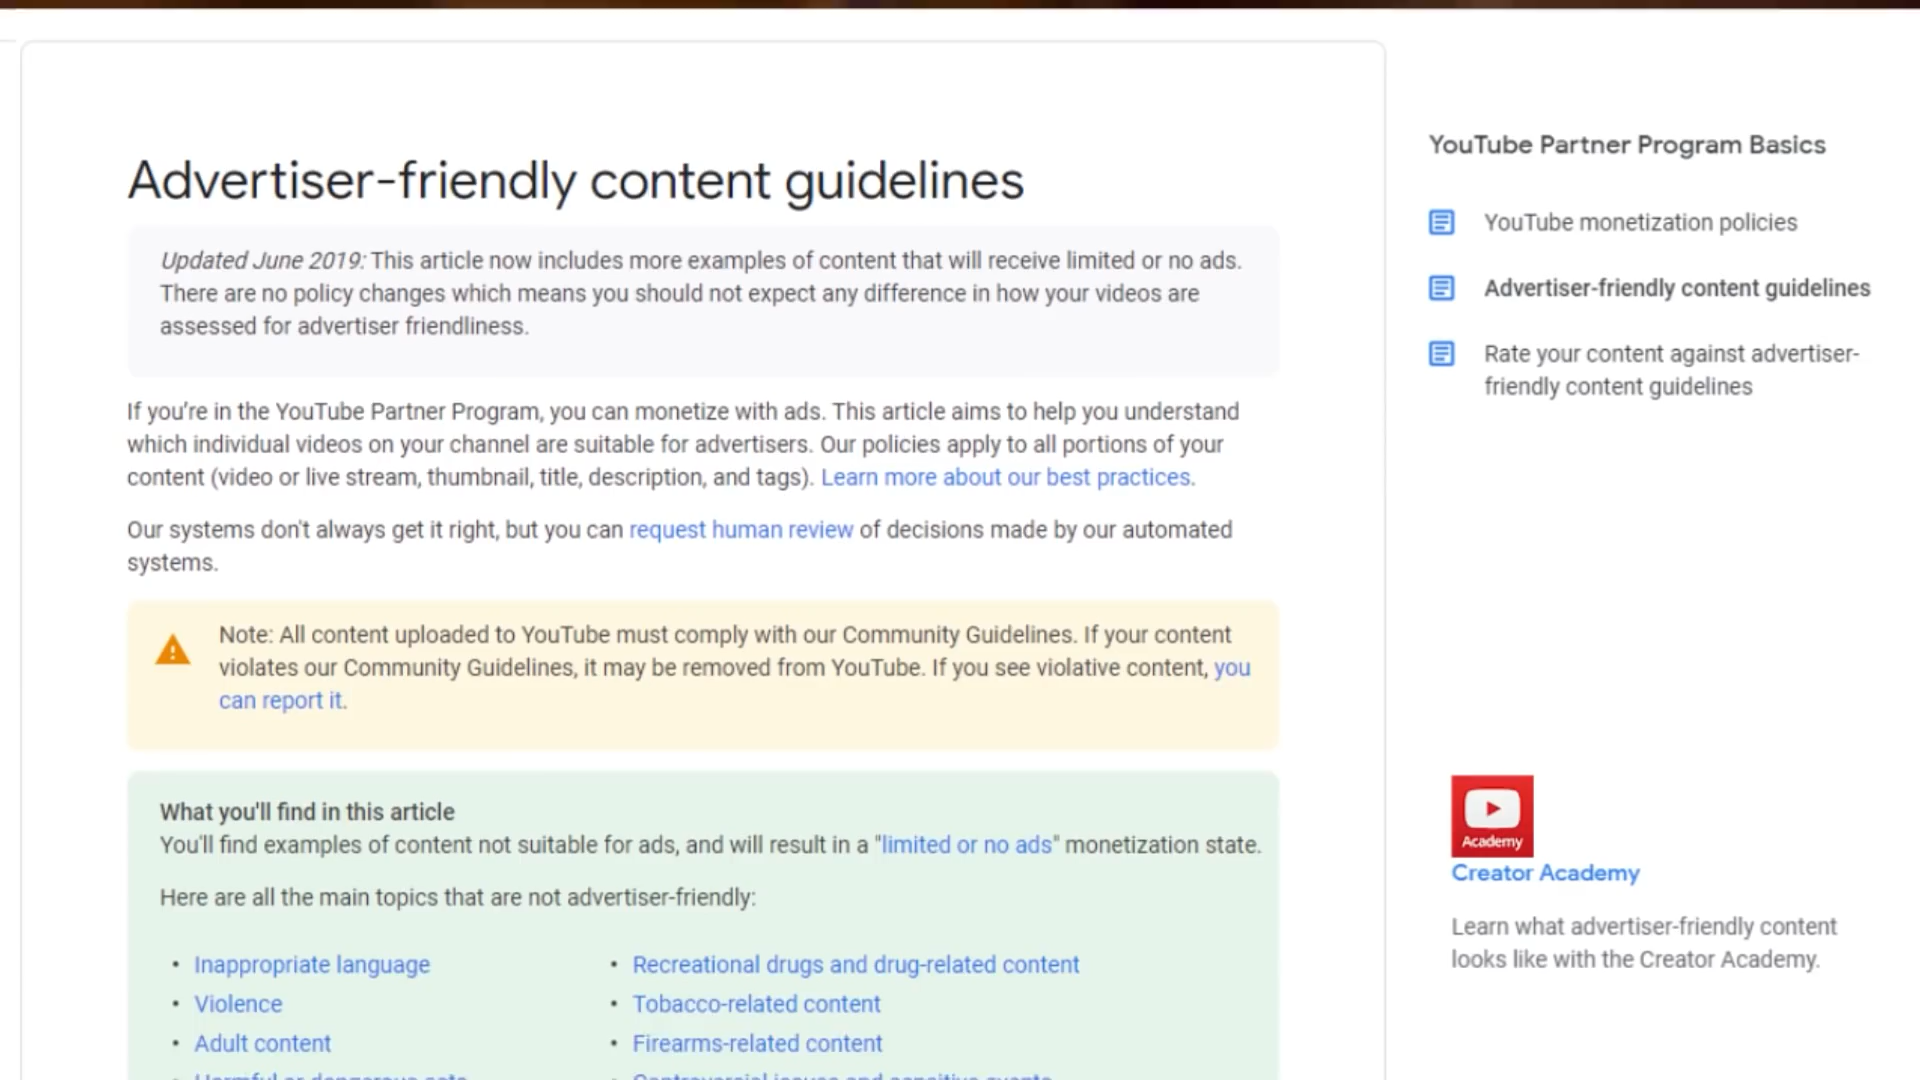 Advertiser-friendly content guidelines
Updated June 2019: This article now includes more examples of content that will receive limited or no ads.
There are no policy changes which means you should not expect any difference in how your videos are
assessed for advertiser friendliness.
If you’re in the YouTube Partner Program, you can monetize with ads. This article aims to help you understand
which individual videos on your channel are suitable for advertisers. Our policies apply to all portions of your
content (video or live stream, thumbnail, title, description, and tags). Learn more about our best practices.
Our systems don't always get it right, but you can request human review of decisions made by our automated
systems.
Note: All content uploaded to YouTube must comply with our Community Guidelines. If your content
violates our Community Guidelines, it may be removed from YouTube. If you see violative content, you
can report it.
What you'll find in this article
You'll find examples of content not suitable for ads, and will result in a "limited or no ads" monetization state.
Here are all the main topics that are not advertiser-friendly:
• Inappropriate language
• Violence
• Adult content
• Harmful or dangerous acts
• Recreational drugs and drug-related content
• Tobacco-related content
• Firearms-related content
• Controversial issues and sensitive events
YouTube Partner Program Basics
YouTube monetization policies
Advertiser-friendly content guidelines
Rate your content against advertiser-
friendly content guidelines
Academy
Creator Academy
Learn what advertiser-friendly content
looks like with the Creator Academy.